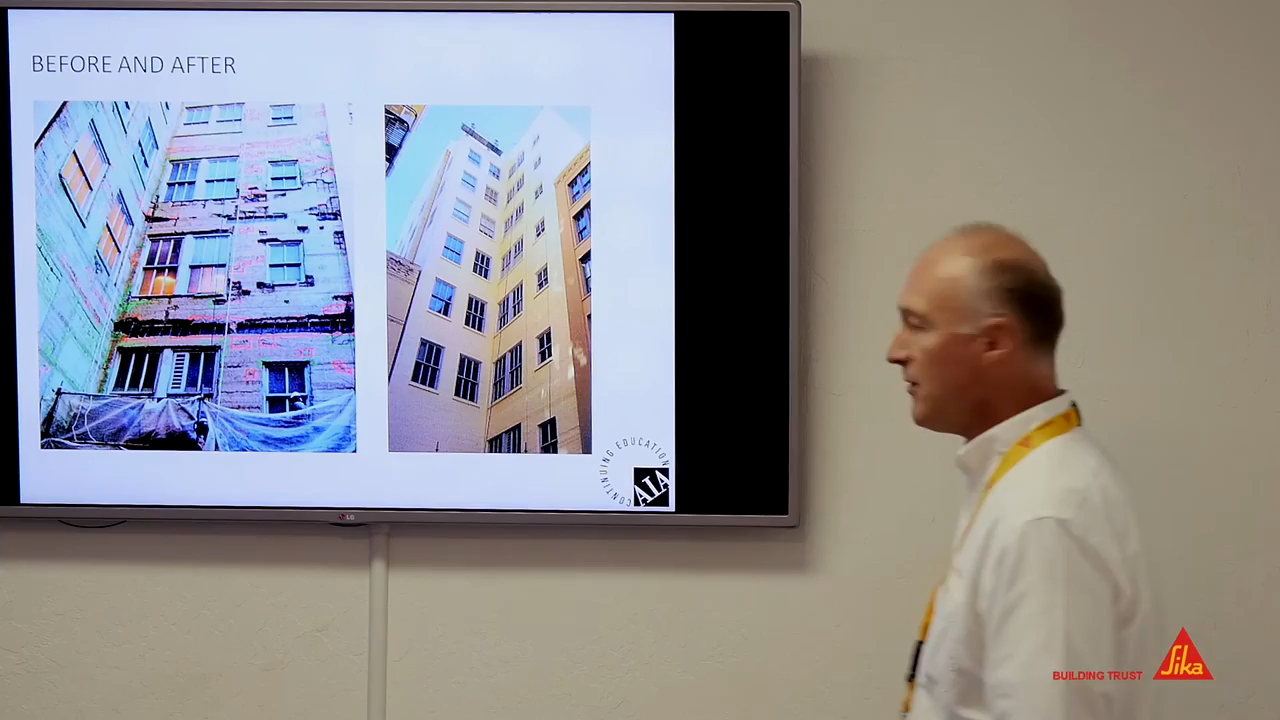 BEFORE AND AFTER
CONTINUING EDUCATION
AIA
LG
BUILDING TRUST
Sika